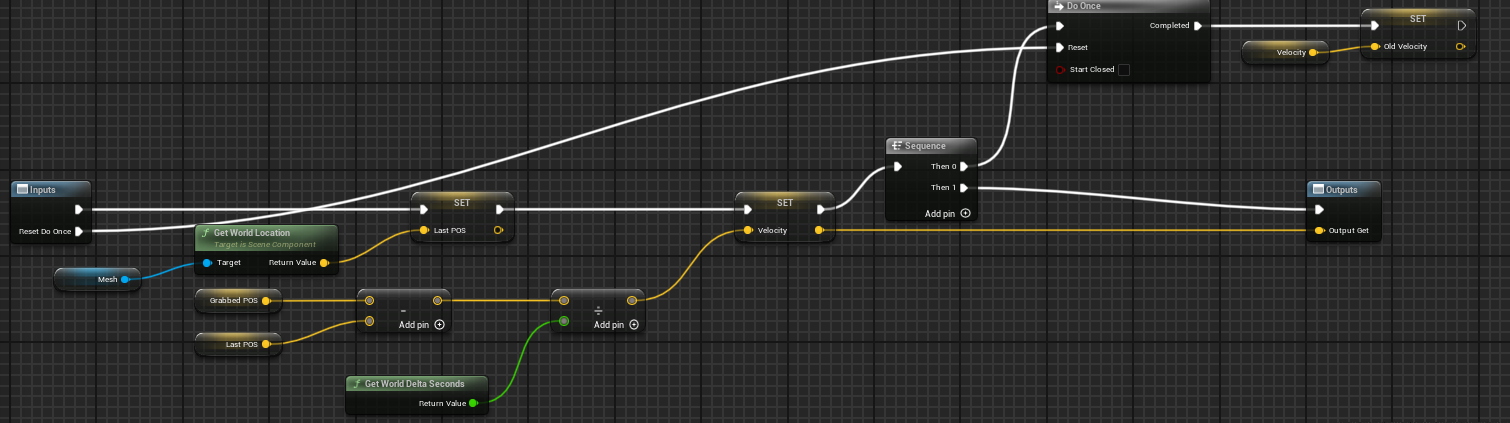 Do Once
Completed
Reset
Start Closed
SET
Velocity
Old Velocity
Sequence
Then 0
Then 1
Add pin
Inputs
Reset Do Once
SET
Last POS
SET
Velocity
Outputs
Output Get
Get World Location
Target is Scene Component
Target
Return Value
Mesh
Grabbed POS
Last POS
-
Add pin
÷
Add pin
Get World Delta Seconds
Return Value